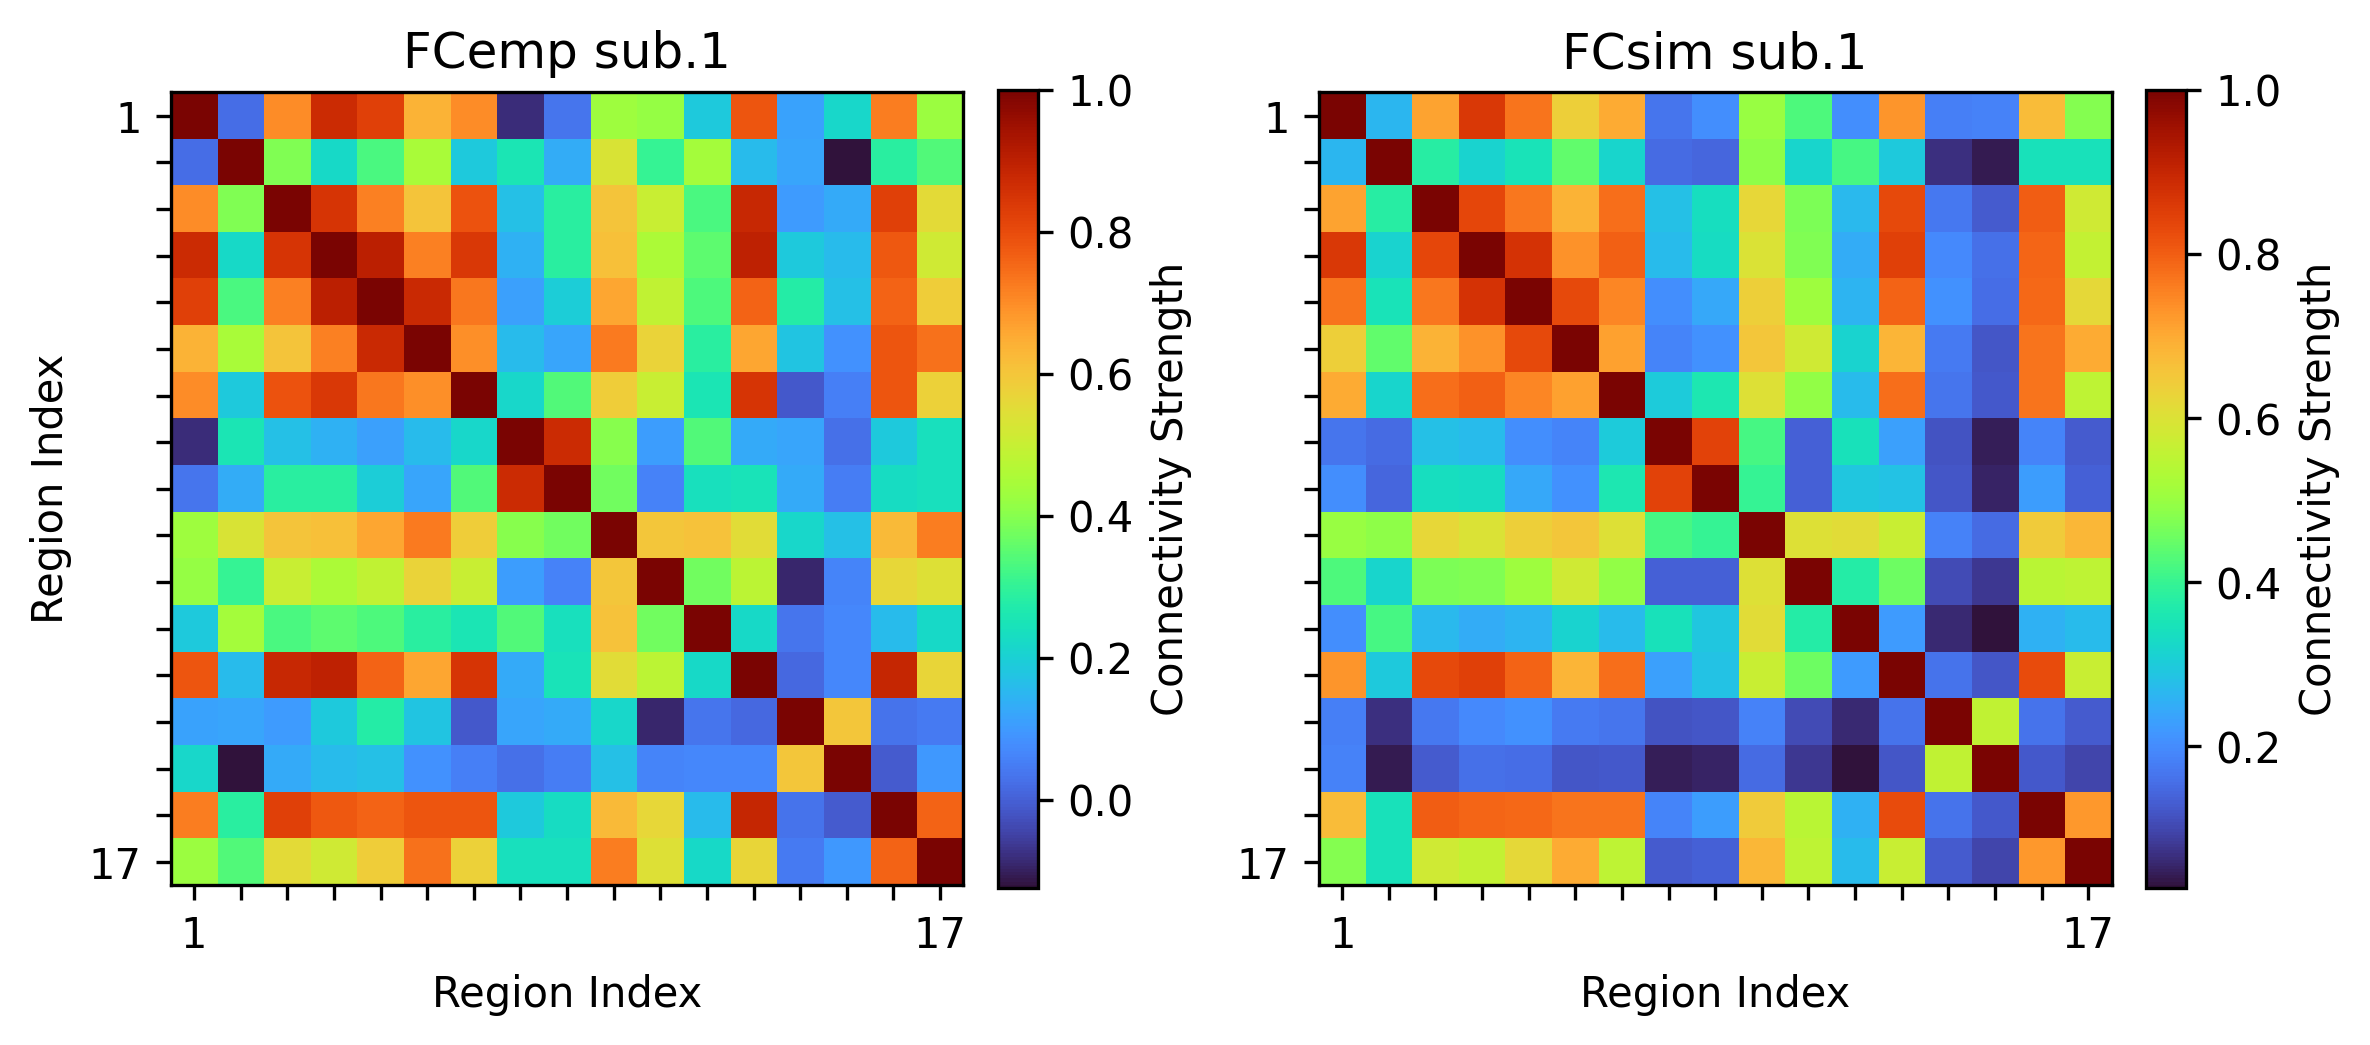 FCemp sub.1
1
17
1
17
Region Index
Region Index
1.0
0.8
0.6
0.4
0.2
0.0
Connectivity Strength
FCsim sub.1
1
17
1
17
Region Index
1.0
0.8
0.6
0.4
0.2
Connectivity Strength